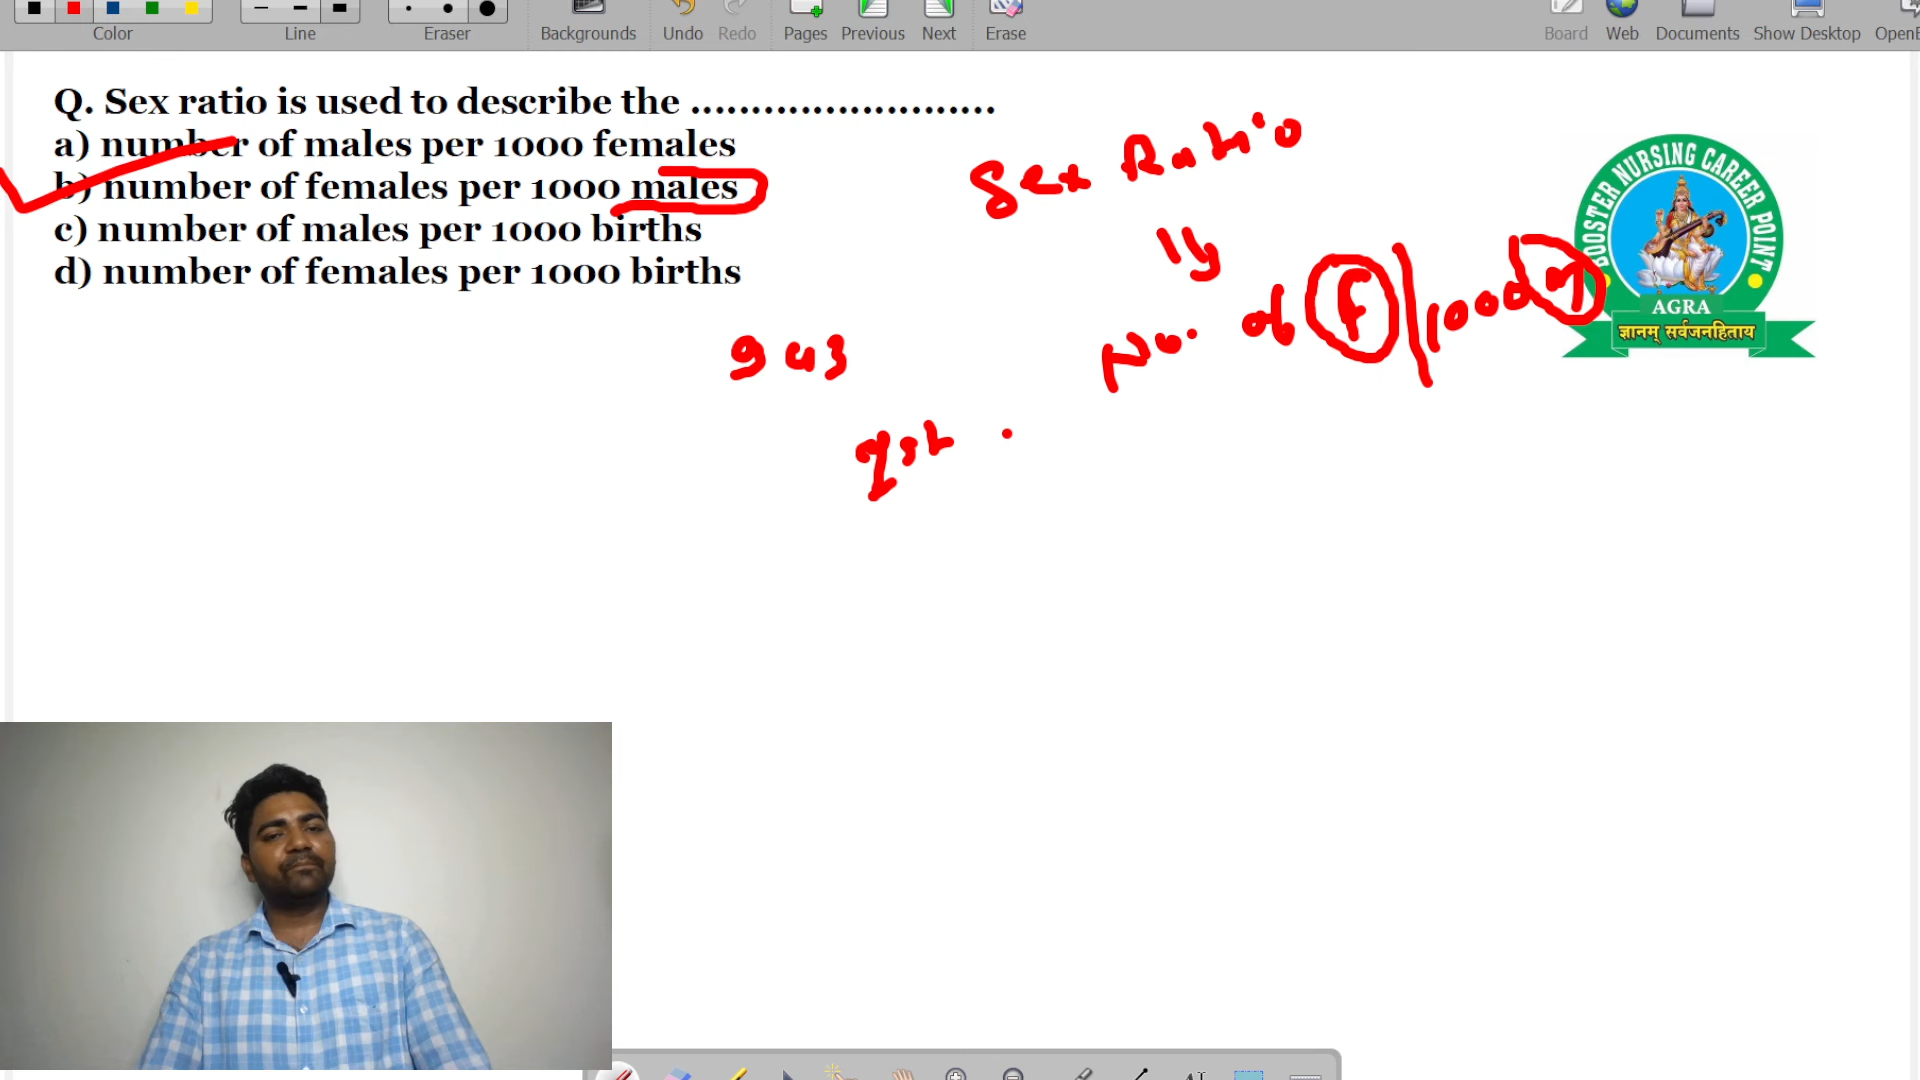 Color Line Eraser Backgrounds Undo Redo Pages Previous Next Erase Board Web Documents Show Desktop
Q. Sex ratio is used to describe the .........................
a) number of males per 1000 females
b) number of females per 1000 males
c) number of males per 1000 births
d) number of females per 1000 births
Sex Ratio
No. of F/1000 M
943
BOOSTER NURSING CAREER POINT
AGRA
ज्ञानम् सर्वजनहिताय